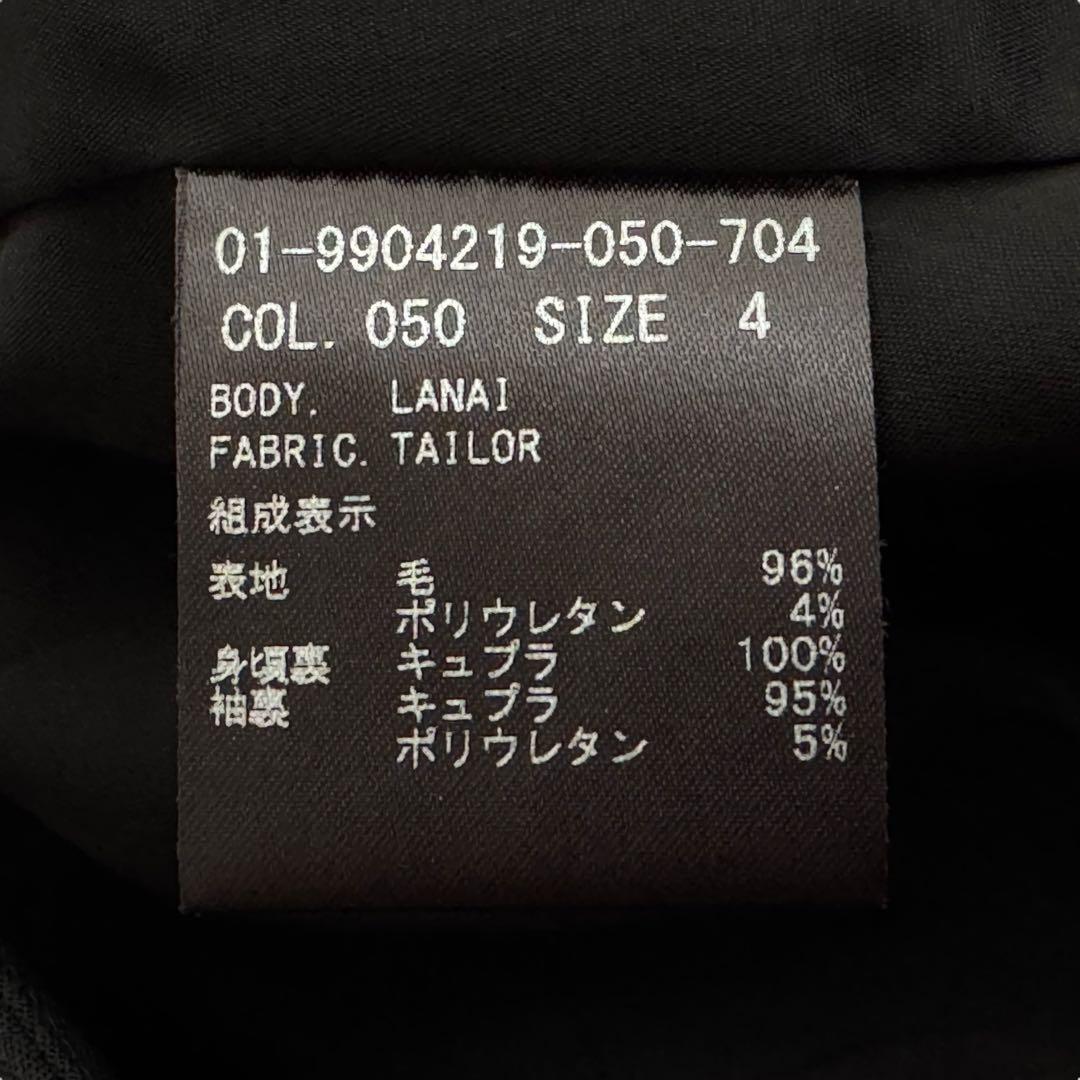 01-9904219-050-704
COL. 050 SIZE 4
BODY. LANAI
FABRIC. TAILOR
組成表示
表地 毛 96%
ポリウレタン 4%
身頃裏 キュプラ 100%
袖裏 キュプラ 95%
ポリウレタン 5%